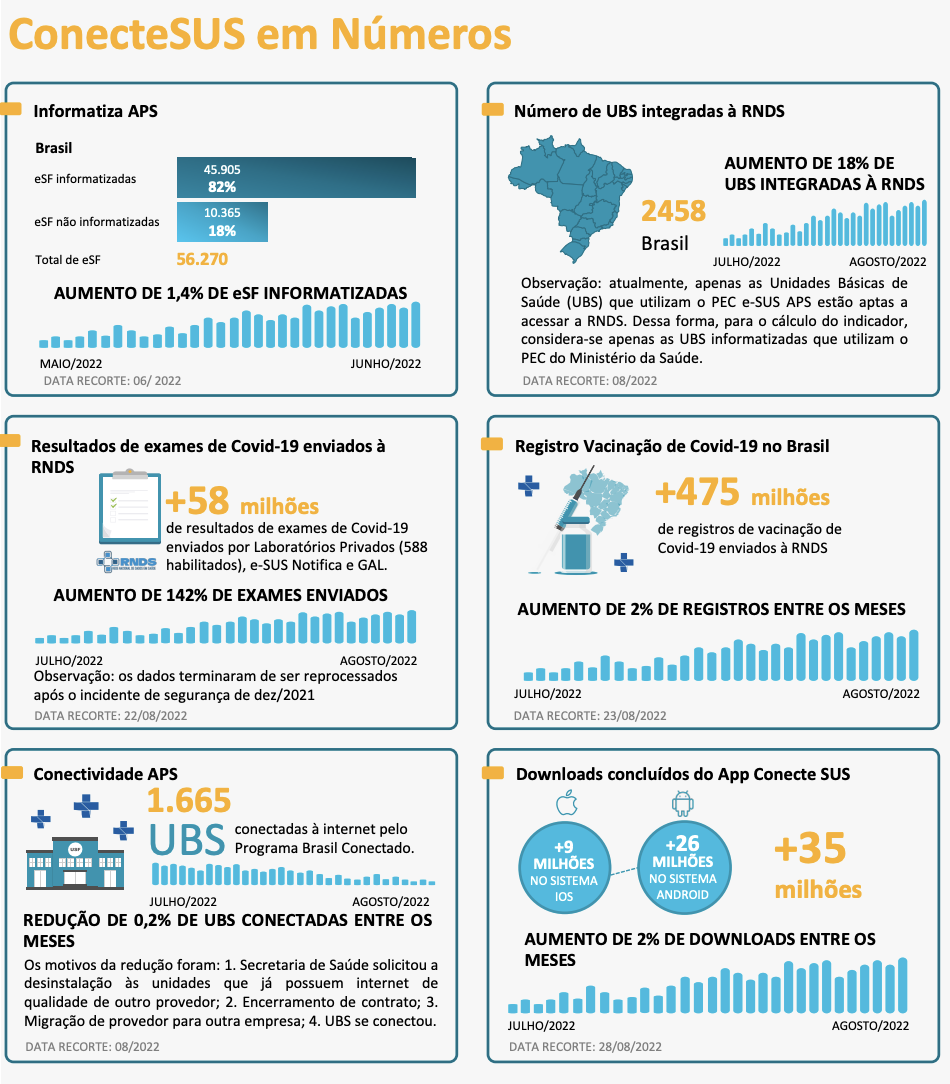 ConecteSUS em Números
Informatiza APS
Brasil
eSF informatizadas
45.905
82%
eSF não informatizadas
10.365
18%
Total de eSF
56.270
AUMENTO DE 1,4% DE eSF INFORMATIZADAS
MAIO/2022
JUNHO/2022
DATA RECORTE: 06/ 2022
Número de UBS integradas à RNDS
2458
Brasil
AUMENTO DE 18% DE
UBS INTEGRADAS À RNDS
JULHO/2022
AGOSTO/2022
Observação: atualmente, apenas as Unidades Básicas de
Saúde (UBS) que utilizam o PEC e-SUS APS estão aptas a
acessar a RNDS. Dessa forma, para o cálculo do indicador,
considera-se apenas as UBS informatizadas que utilizam o
PEC do Ministério da Saúde.
DATA RECORTE: 08/2022
Resultados de exames de Covid-19 enviados à
RNDS
+58 milhões
de resultados de exames de Covid-19
enviados por Laboratórios Privados (588
habilitados), e-SUS Notifica e GAL.
RNDS
AUMENTO DE 142% DE EXAMES ENVIADOS
JULHO/2022
AGOSTO/2022
Observação: os dados terminaram de ser reprocessados
após o incidente de segurança de dez/2021
DATA RECORTE: 22/08/2022
Registro Vacinação de Covid-19 no Brasil
+475 milhões
de registros de vacinação de
Covid-19 enviados à RNDS
AUMENTO DE 2% DE REGISTROS ENTRE OS MESES
JULHO/2022
AGOSTO/2022
DATA RECORTE: 23/08/2022
Conectividade APS
1.665
UBS
conectadas à internet pelo
Programa Brasil Conectado.
JULHO/2022
AGOSTO/2022
REDUÇÃO DE 0,2% DE UBS CONECTADAS ENTRE OS
MESES
Os motivos da redução foram: 1. Secretaria de Saúde solicitou a
desinstalação às unidades que já possuem internet de
qualidade de outro provedor; 2. Encerramento de contrato; 3.
Migração de provedor para outra empresa; 4. UBS se conectou.
DATA RECORTE: 08/2022
Downloads concluídos do App Conecte SUS
+9
MILHÕES
NO SISTEMA
IOS
+26
MILHÕES
NO SISTEMA
ANDROID
+35
milhões
AUMENTO DE 2% DE DOWNLOADS ENTRE OS
MESES
JULHO/2022
AGOSTO/2022
DATA RECORTE: 28/08/2022